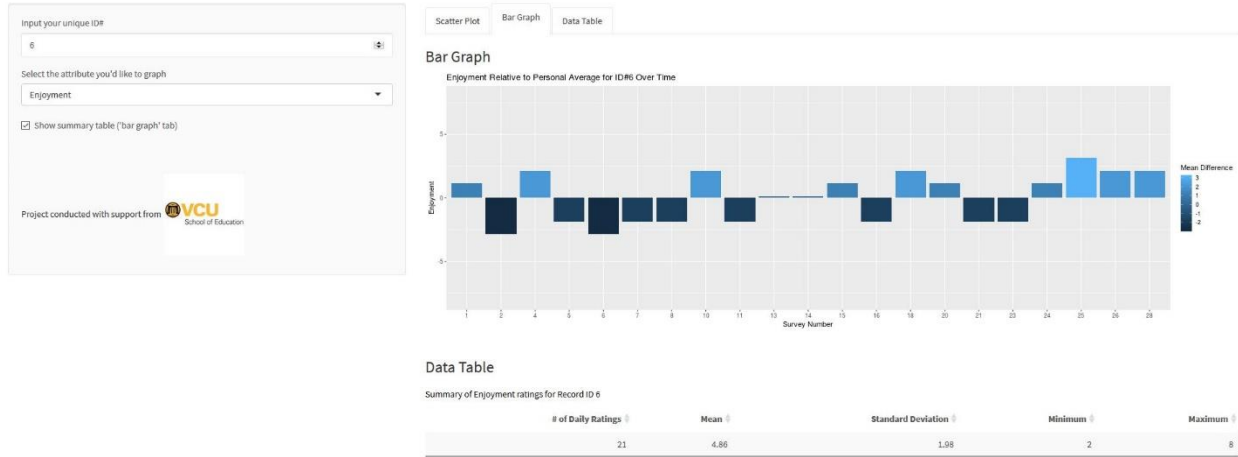 Input your unique ID#
6
Select the attribute you'd like to graph
Enjoyment
Show summary table ('bar graph' tab)
Project conducted with support from
VCU
School of Education
Scatter Plot Bar Graph Data Table
Bar Graph
Enjoyment Relative to Personal Average for ID#6 Over Time
Enjoyment
5
0
-5
1 2 4 5 6 7 8 10 11 13 14 15 16 18 20 21 23 24 25 26 28
Survey Number
Mean Difference
3
2
1
0
-1
-2
Data Table
Summary of Enjoyment ratings for Record ID 6
# of Daily Ratings Mean Standard Deviation Minimum Maximum
21 4.86 1.98 2 8